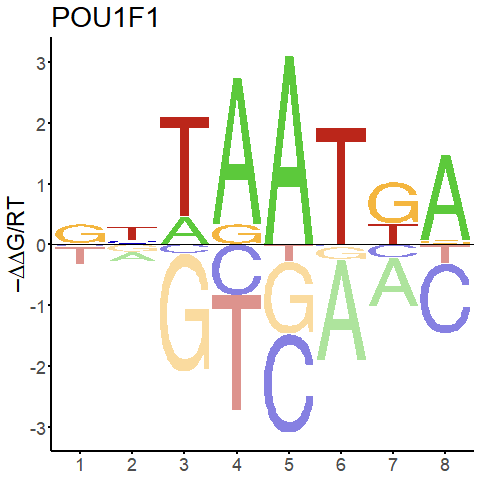 POU1F1
−ΔΔG/RT
3
2
1
0
-1
-2
-3
G T T A A T G A
T A G A G T C
T A G C T G C T
G T G A A C
C
1 2 3 4 5 6 7 8